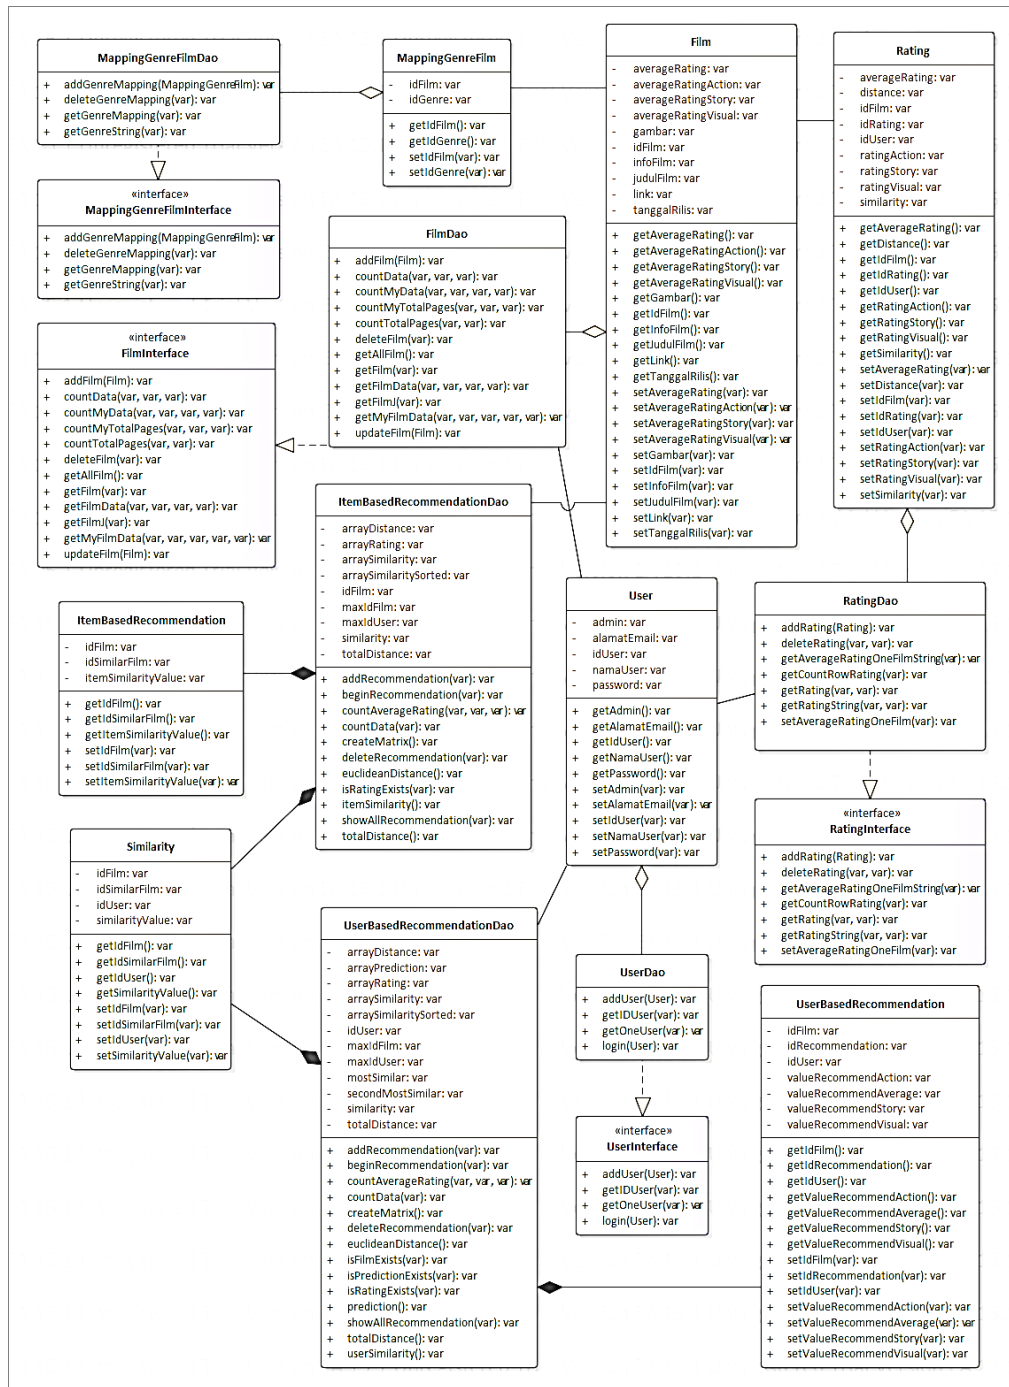 MappingGenreFilmDao
+ addGenreMapping(MappingGenreFilm): var
+ deleteGenreMapping(var): var
+ getGenreMapping(var): var
+ getGenreString(var): var
«interface»
MappingGenreFilmInterface
+ addGenreMapping(MappingGenreFilm): var
+ deleteGenreMapping(var): var
+ getGenreMapping(var): var
+ getGenreString(var): var
MappingGenreFilm
- idFilm: var
- idGenre: var
+ getIdFilm(): var
+ getIdGenre(): var
+ setIdFilm(var): var
+ setIdGenre(var): var
Film
- averageRating: var
- averageRatingAction: var
- averageRatingStory: var
- averageRatingVisual: var
- gambar: var
- idFilm: var
- infoFilm: var
- judulFilm: var
- link: var
- tanggalRilis: var
+ getAverageRating(): var
+ getAverageRatingAction(): var
+ getAverageRatingStory(): var
+ getAverageRatingVisual(): var
+ getGambar(): var
+ getIdFilm(): var
+ getInfoFilm(): var
+ getJudulFilm(): var
+ getLink(): var
+ getTanggalRilis(): var
+ setAverageRating(var): var
+ setAverageRatingAction(var): var
+ setAverageRatingStory(var): var
+ setAverageRatingVisual(var): var
+ setGambar(var): var
+ setIdFilm(var): var
+ setInfoFilm(var): var
+ setJudulFilm(var): var
+ setLink(var): var
+ setTanggalRilis(var): var
Rating
- averageRating: var
- distance: var
- idFilm: var
- idRating: var
- idUser: var
- ratingAction: var
- ratingStory: var
- ratingVisual: var
- similarity: var
+ getAverageRating(): var
+ getDistance(): var
+ getIdFilm(): var
+ getIdRating(): var
+ getIdUser(): var
+ getRatingAction(): var
+ getRatingStory(): var
+ getRatingVisual(): var
+ getSimilarity(): var
+ setAverageRating(var): var
+ setDistance(var): var
+ setIdFilm(var): var
+ setIdRating(var): var
+ setIdUser(var): var
+ setRatingAction(var): var
+ setRatingStory(var): var
+ setRatingVisual(var): var
+ setSimilarity(var): var
FilmDao
+ addFilm(Film): var
+ countData(var, var, var): var
+ countMyData(var, var, var, var): var
+ countMyTotalPages(var, var): var
+ countTotalPages(var, var): var
+ deleteFilm(var): var
+ getAllFilm(): var
+ getFilm(var): var
+ getFilmData(var, var, var, var): var
+ getFilmJ(var): var
+ getMyFilmData(var, var, var, var, var): var
+ updateFilm(Film): var
«interface»
FilmInterface
+ addFilm(Film): var
+ countData(var, var, var): var
+ countMyData(var, var, var, var): var
+ countMyTotalPages(var, var, var): var
+ countTotalPages(var, var): var
+ deleteFilm(var): var
+ getAllFilm(): var
+ getFilm(var): var
+ getFilmData(var, var, var, var): var
+ getFilmJ(var): var
+ getMyFilmData(var, var, var, var, var): var
+ updateFilm(Film): var
ItemBasedRecommendationDao
- arrayDistance: var
- arrayRating: var
- arraySimilarity: var
- arraySimilaritySorted: var
- idFilm: var
- maxIdFilm: var
- maxIdUser: var
- similarity: var
- totalDistance: var
+ addRecommendation(var): var
+ beginRecommendation(var): var
+ countAverageRating(var, var, var): var
+ countData(var): var
+ createMatrix(): var
+ deleteRecommendation(var): var
+ euclideanDistance(): var
+ isRatingExists(var): var
+ itemSimilarity(): var
+ showAllRecommendation(var): var
+ totalDistance(): var
ItemBasedRecommendation
- idFilm: var
- idSimilarFilm: var
- itemSimilarityValue: var
+ getIdFilm(): var
+ getIdSimilarFilm(): var
+ getItemSimilarityValue(): var
+ setIdFilm(var): var
+ setIdSimilarFilm(var): var
+ setItemSimilarityValue(var): var
User
- admin: var
- alamatEmail: var
- idUser: var
- namaUser: var
- password: var
+ getAdmin(): var
+ getAlamatEmail(): var
+ getIdUser(): var
+ getNamaUser(): var
+ getPassword(): var
+ setAdmin(var): var
+ setAlamatEmail(var): var
+ setIdUser(var): var
+ setNamaUser(var): var
+ setPassword(var): var
RatingDao
+ addRating(Rating): var
+ deleteRating(var, var): var
+ getAverageRatingOneFilmString(var): var
+ getCountRowRating(var): var
+ getRating(var, var): var
+ getRatingString(var, var): var
+ setAverageRatingOneFilm(var): var
«interface»
RatingInterface
+ addRating(Rating): var
+ deleteRating(var, var): var
+ getAverageRatingOneFilmString(var): var
+ getCountRowRating(var): var
+ getRating(var, var): var
+ getRatingString(var, var): var
+ setAverageRatingOneFilm(var): var
Similarity
- idFilm: var
- idSimilarFilm: var
- idUser: var
- similarityValue: var
+ getIdFilm(): var
+ getIdSimilarFilm(): var
+ getIdUser(): var
+ getSimilarityValue(): var
+ setIdFilm(var): var
+ setIdSimilarFilm(var): var
+ setIdUser(var): var
+ setSimilarityValue(var): var
UserBasedRecommendationDao
- arrayDistance: var
- arrayPrediction: var
- arrayRating: var
- arraySimilarity: var
- arraySimilaritySorted: var
- idUser: var
- maxIdFilm: var
- maxIdUser: var
- mostSimilar: var
- secondMostSimilar: var
- similarity: var
- totalDistance: var
+ addRecommendation(var): var
+ beginRecommendation(var): var
+ countAverageRating(var, var, var): var
+ countData(var): var
+ createMatrix(): var
+ deleteRecommendation(var): var
+ euclideanDistance(): var
+ isFilmExists(var): var
+ isPredictionExists(var): var
+ isRatingExists(var): var
+ prediction(): var
+ showAllRecommendation(var): var
+ totalDistance(): var
+ userSimilarity(): var
UserDao
+ addUser(User): var
+ getIDUser(var): var
+ getOneUser(var): var
+ login(User): var
«interface»
UserInterface
+ addUser(User): var
+ getIDUser(var): var
+ getOneUser(var): var
+ login(User): var
UserBasedRecommendation
- idFilm: var
- idRecommendation: var
- idUser: var
- valueRecommendAction: var
- valueRecommendAverage: var
- valueRecommendStory: var
- valueRecommendVisual: var
+ getIdFilm(): var
+ getIdRecommendation(): var
+ getIdUser(): var
+ getValueRecommendAction(): var
+ getValueRecommendAverage(): var
+ getValueRecommendStory(): var
+ getValueRecommendVisual(): var
+ setIdFilm(var): var
+ setIdRecommendation(var): var
+ setIdUser(var): var
+ setValueRecommendAction(var): var
+ setValueRecommendAverage(var): var
+ setValueRecommendStory(var): var
+ setValueRecommendVisual(var): var